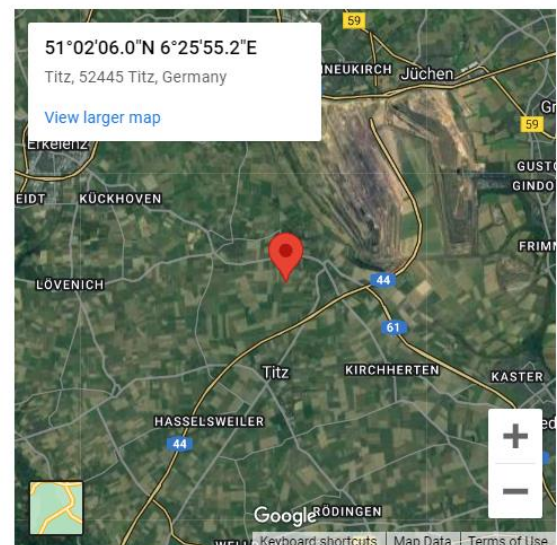 51°02'06.0"N 6°25'55.2"E
Titz, 52445 Titz, Germany
View larger map
59
NEUKIRCH
Jüchen
59
Erkelenz
GUSTO
GINDO
KÜCKHOVEN
FRIMM
LÖVENICH
44
61
Titz
KIRCHHERTEN
KASTER
HASSELSWEILER
44
+
−
Google
RÖDINGEN
Keyboard shortcuts
Map Data
Terms of Use